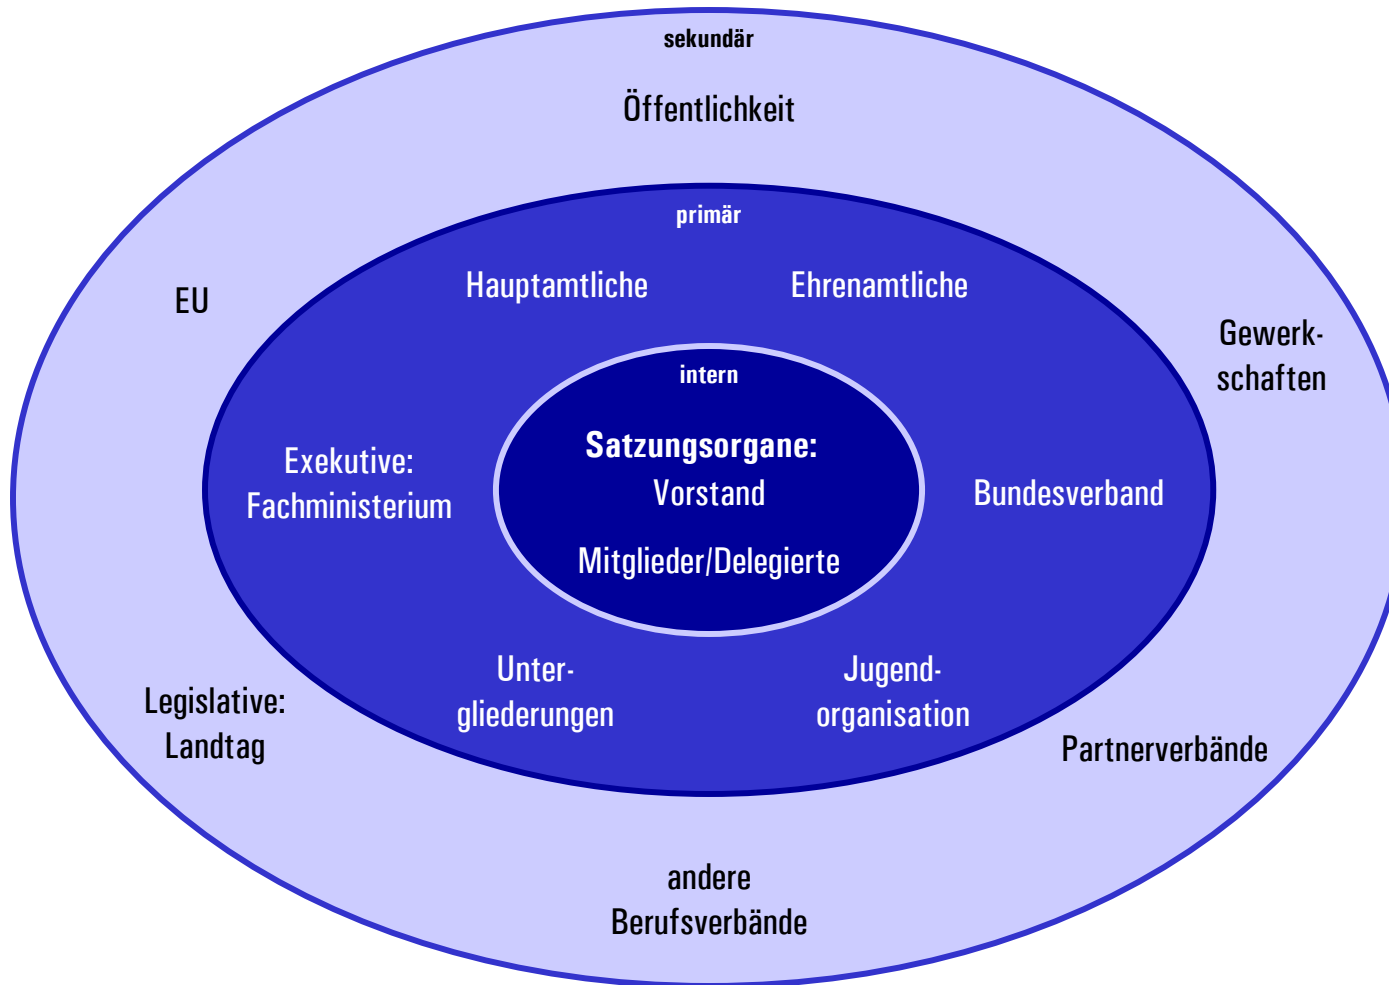 sekundär
Öffentlichkeit
primär
Hauptamtliche
Ehrenamtliche
EU
Gewerk-
schaften
intern
Satzungsorgane:
Vorstand
Mitglieder/Delegierte
Exekutive:
Fachministerium
Bundesverband
Unter-
gliederungen
Jugend-
organisation
Legislative:
Landtag
Partnerverbände
andere
Berufsverbände